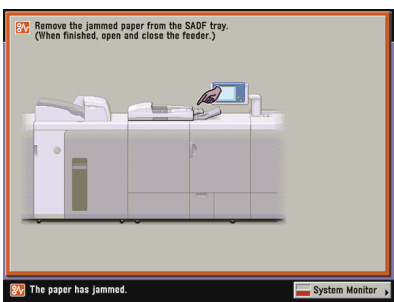 Remove the jammed paper from the SADF tray.
(When finished, open and close the feeder.)
The paper has jammed.
System Monitor